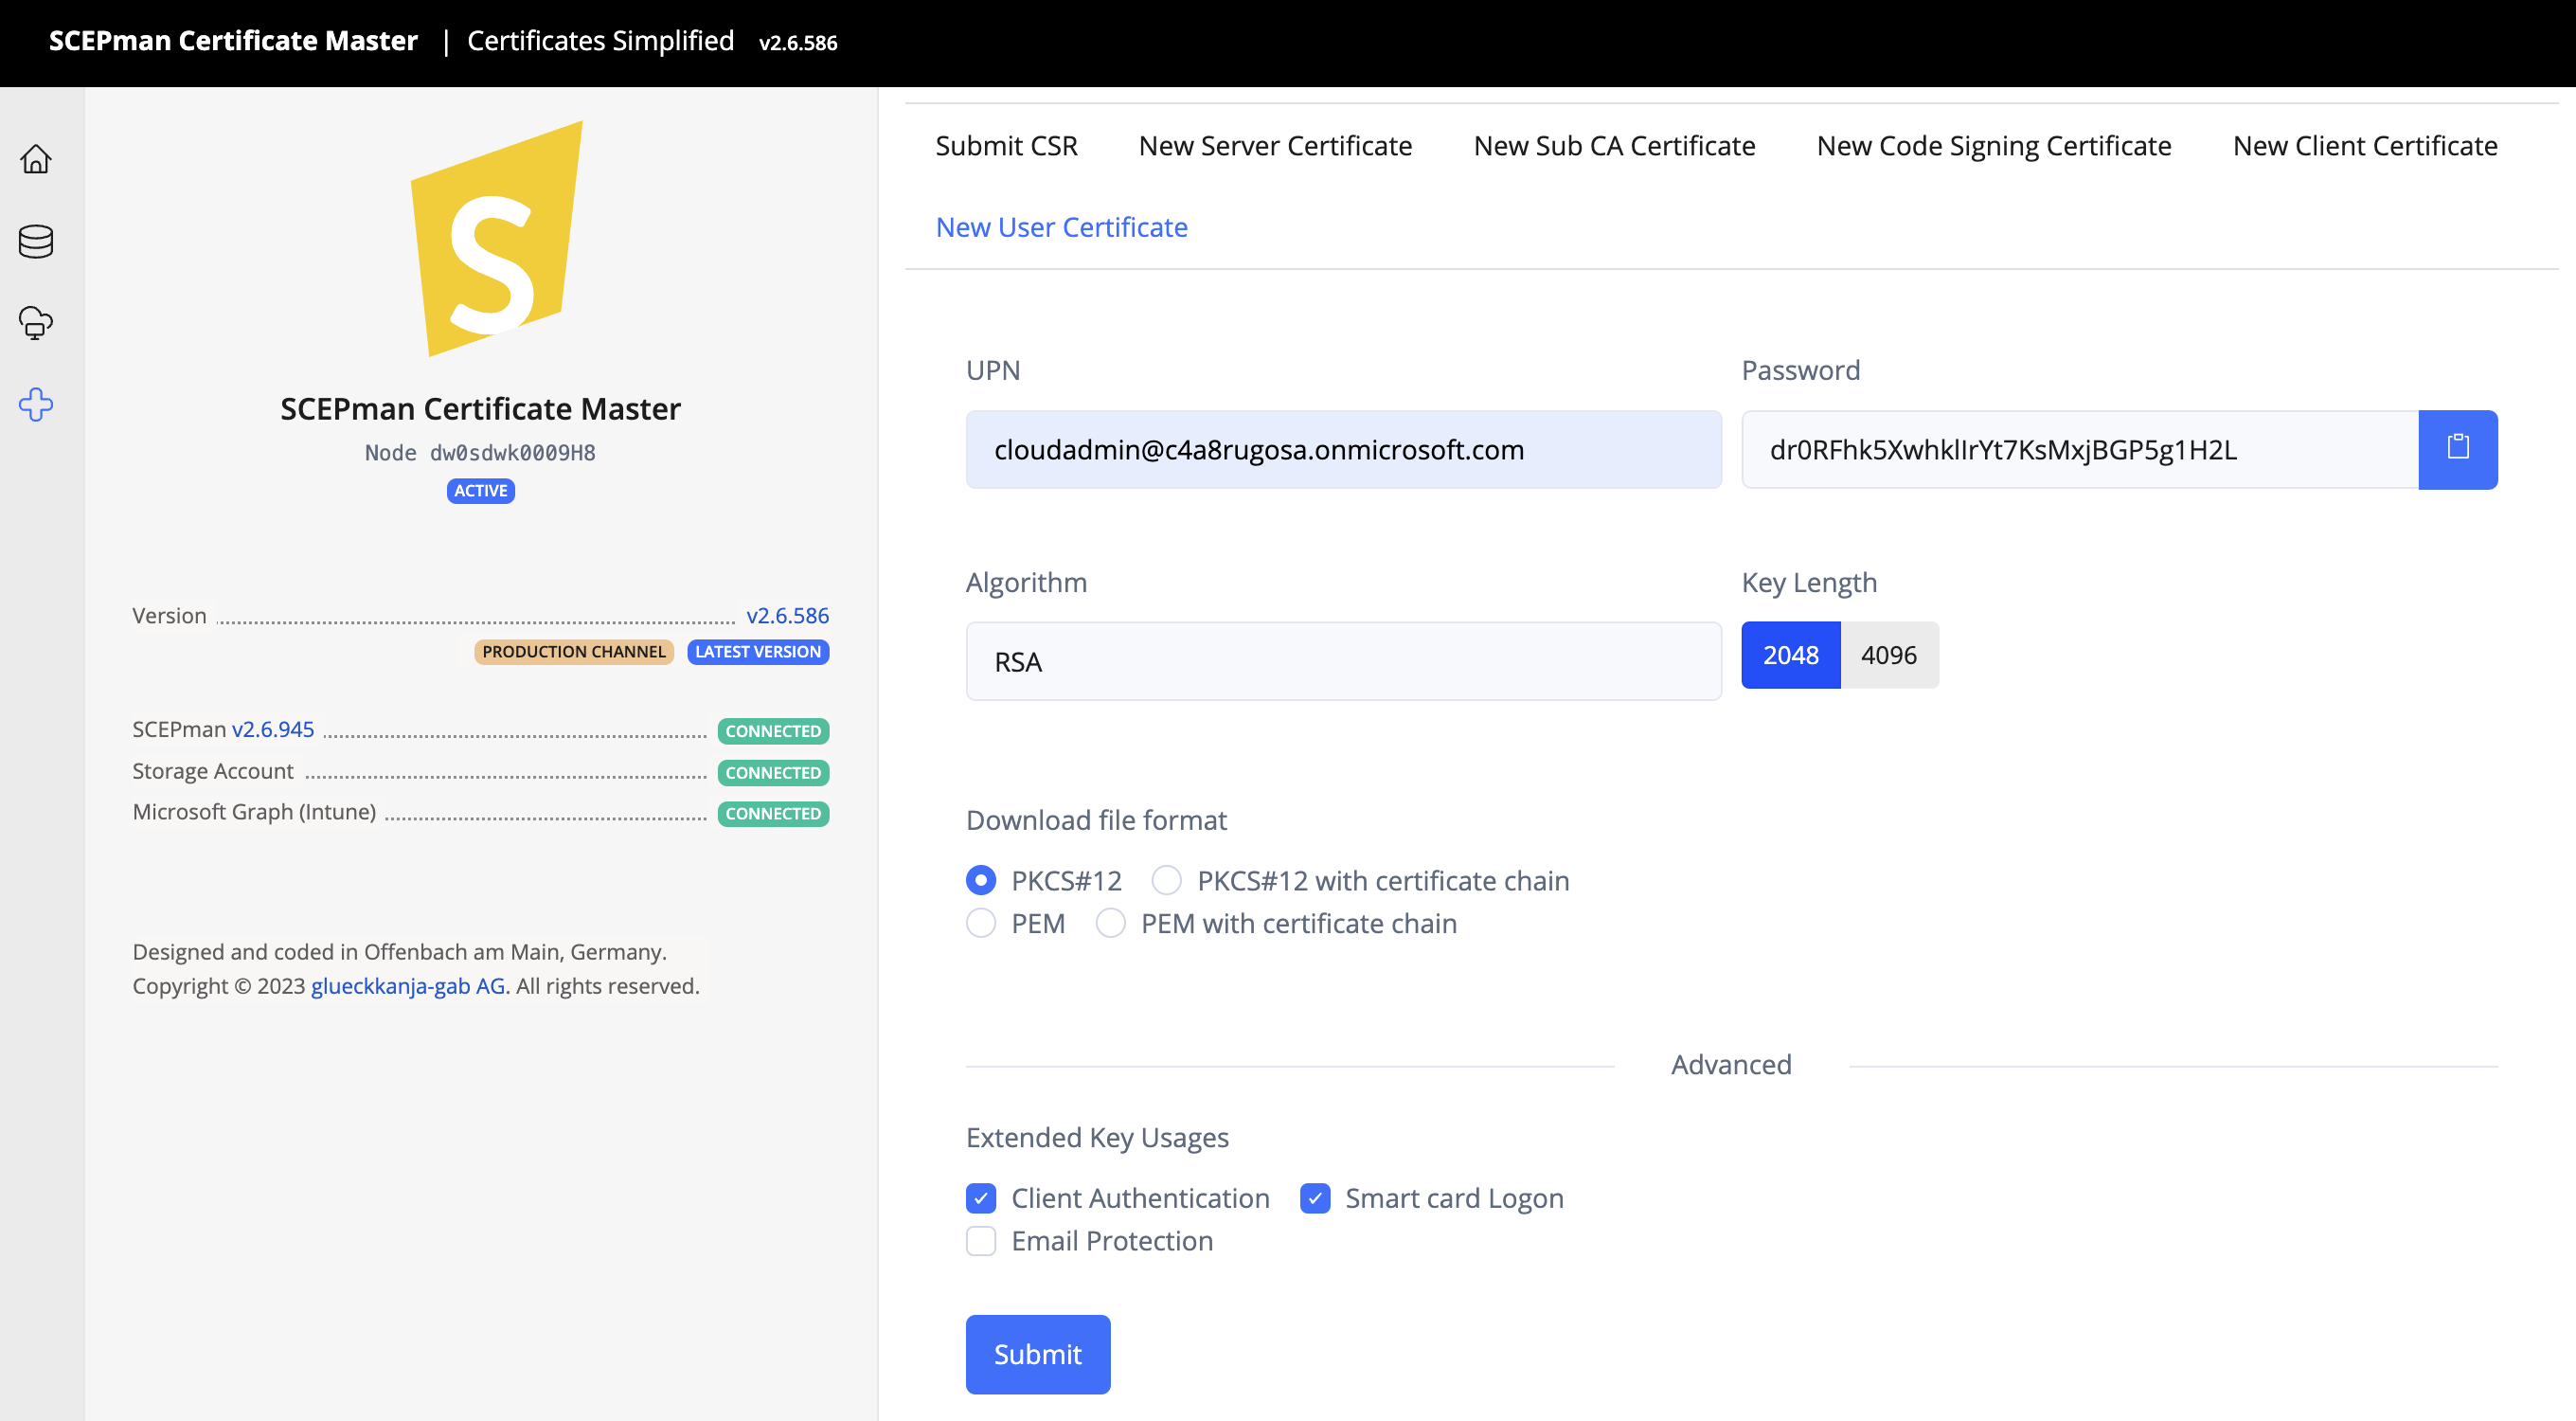 SCEPman Certificate Master | Certificates Simplified v2.6.586
S
SCEPman Certificate Master
Node dw0sdwk0009H8
ACTIVE
Version v2.6.586
PRODUCTION CHANNEL LATEST VERSION
SCEPman v2.6.945 CONNECTED
Storage Account CONNECTED
Microsoft Graph (Intune) CONNECTED
Designed and coded in Offenbach am Main, Germany.
Copyright © 2023 glueckkanja-gab AG. All rights reserved.
Submit CSR New Server Certificate New Sub CA Certificate New Code Signing Certificate New Client Certificate
New User Certificate
UPN Password
cloudadmin@c4a8rugosa.onmicrosoft.com dr0RFhk5XwhklIrYt7KsMxjBGP5g1H2L
Algorithm Key Length
RSA 2048 4096
Download file format
PKCS#12 PKCS#12 with certificate chain
PEM PEM with certificate chain
Advanced
Extended Key Usages
Client Authentication Smart card Logon
Email Protection
Submit